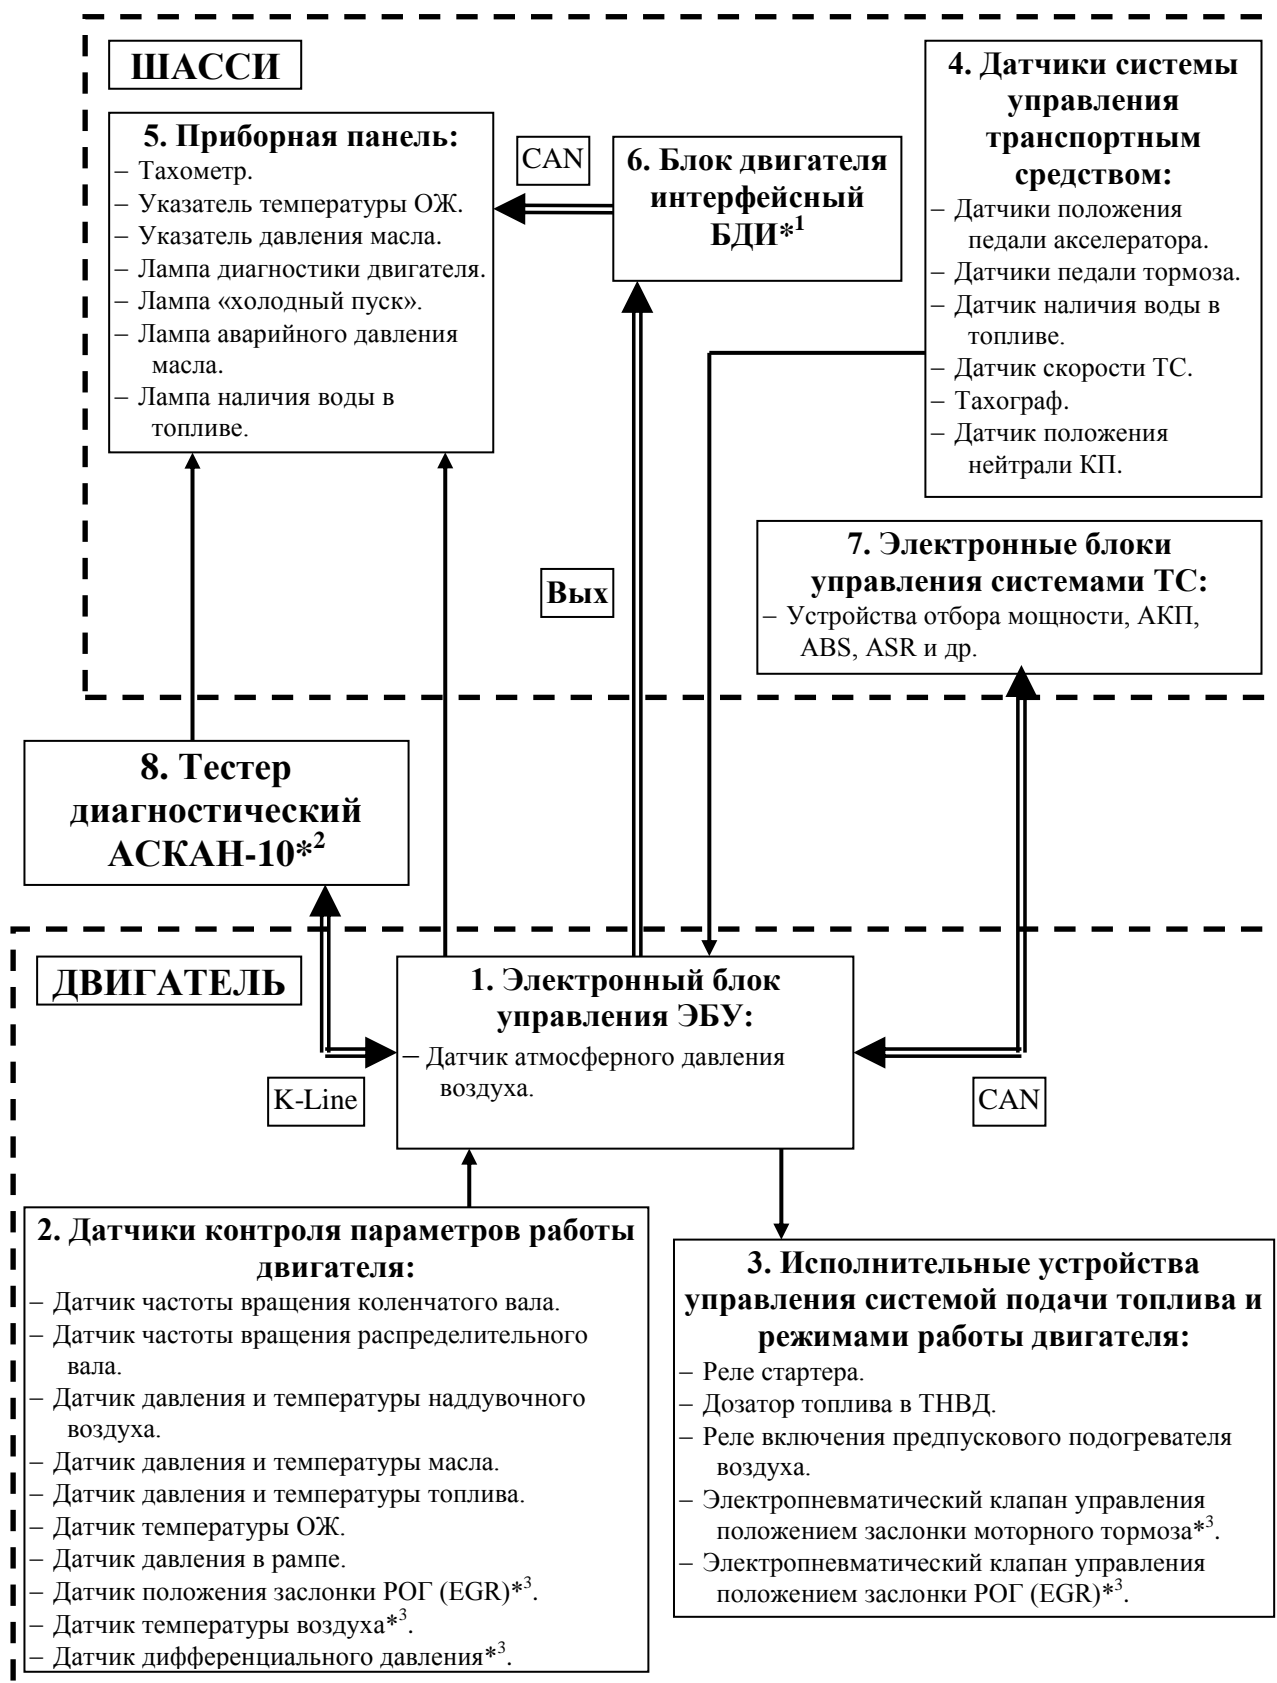 ШАССИ
5. Приборная панель:
– Тахометр.
– Указатель температуры ОЖ.
– Указатель давления масла.
– Лампа диагностики двигателя.
– Лампа «холодный пуск».
– Лампа аварийного давления
масла.
– Лампа наличия воды в
топливе.
CAN
6. Блок двигателя
интерфейсный
БДИ*1
4. Датчики системы
управления
транспортным
средством:
– Датчики положения
педали акселератора.
– Датчики педали тормоза.
– Датчик наличия воды в
топливе.
– Датчик скорости ТС.
– Тахограф.
– Датчик положения
нейтрали КП.
Вых
7. Электронные блоки
управления системами ТС:
– Устройства отбора мощности, АКП,
ABS, ASR и др.
8. Тестер
диагностический
АСКАН-10*2
ДВИГАТЕЛЬ
1. Электронный блок
управления ЭБУ:
– Датчик атмосферного давления
воздуха.
K-Line
CAN
2. Датчики контроля параметров работы
двигателя:
– Датчик частоты вращения коленчатого вала.
– Датчик частоты вращения распределительного
вала.
– Датчик давления и температуры наддувочного
воздуха.
– Датчик давления и температуры масла.
– Датчик давления и температуры топлива.
– Датчик температуры ОЖ.
– Датчик давления в рампе.
– Датчик положения заслонки РОГ (EGR)*3.
– Датчик температуры воздуха*3.
– Датчик дифференциального давления*3.
3. Исполнительные устройства
управления системой подачи топлива и
режимами работы двигателя:
– Реле стартера.
– Дозатор топлива в ТНВД.
– Реле включения предпускового подогревателя
воздуха.
– Электропневматический клапан управления
положением заслонки моторного тормоза*3.
– Электропневматический клапан управления
положением заслонки РОГ (EGR)*3.